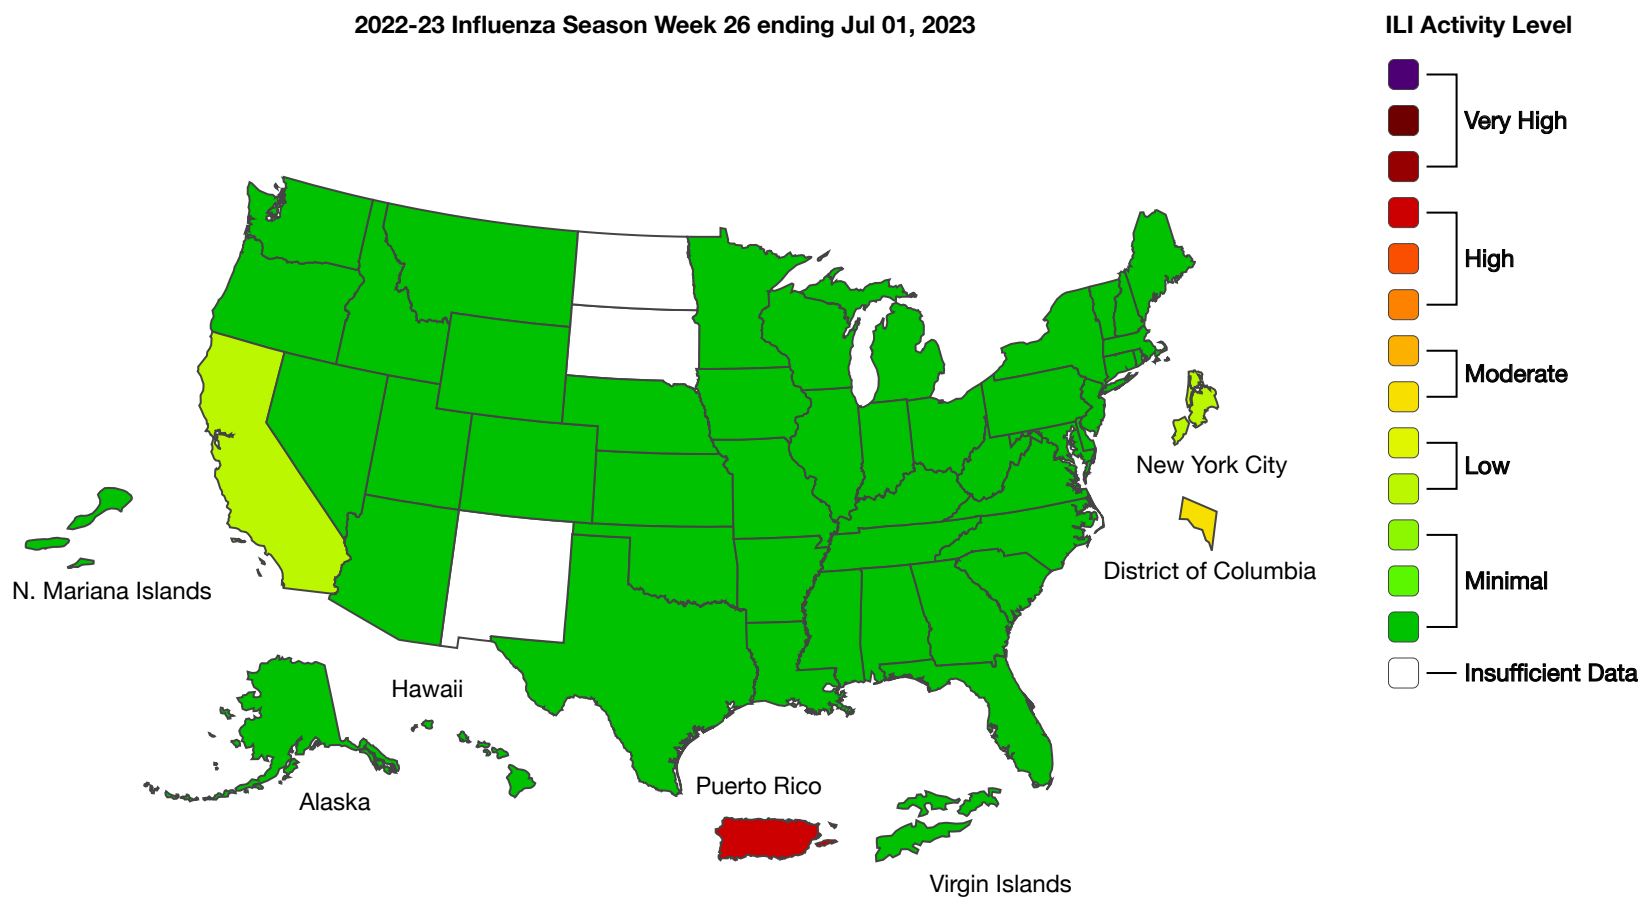 2022-23 Influenza Season Week 26 ending Jul 01, 2023
ILI Activity Level
Very High
High
Moderate
Low
Minimal
Insufficient Data
New York City
District of Columbia
N. Mariana Islands
Hawaii
Alaska
Puerto Rico
Virgin Islands